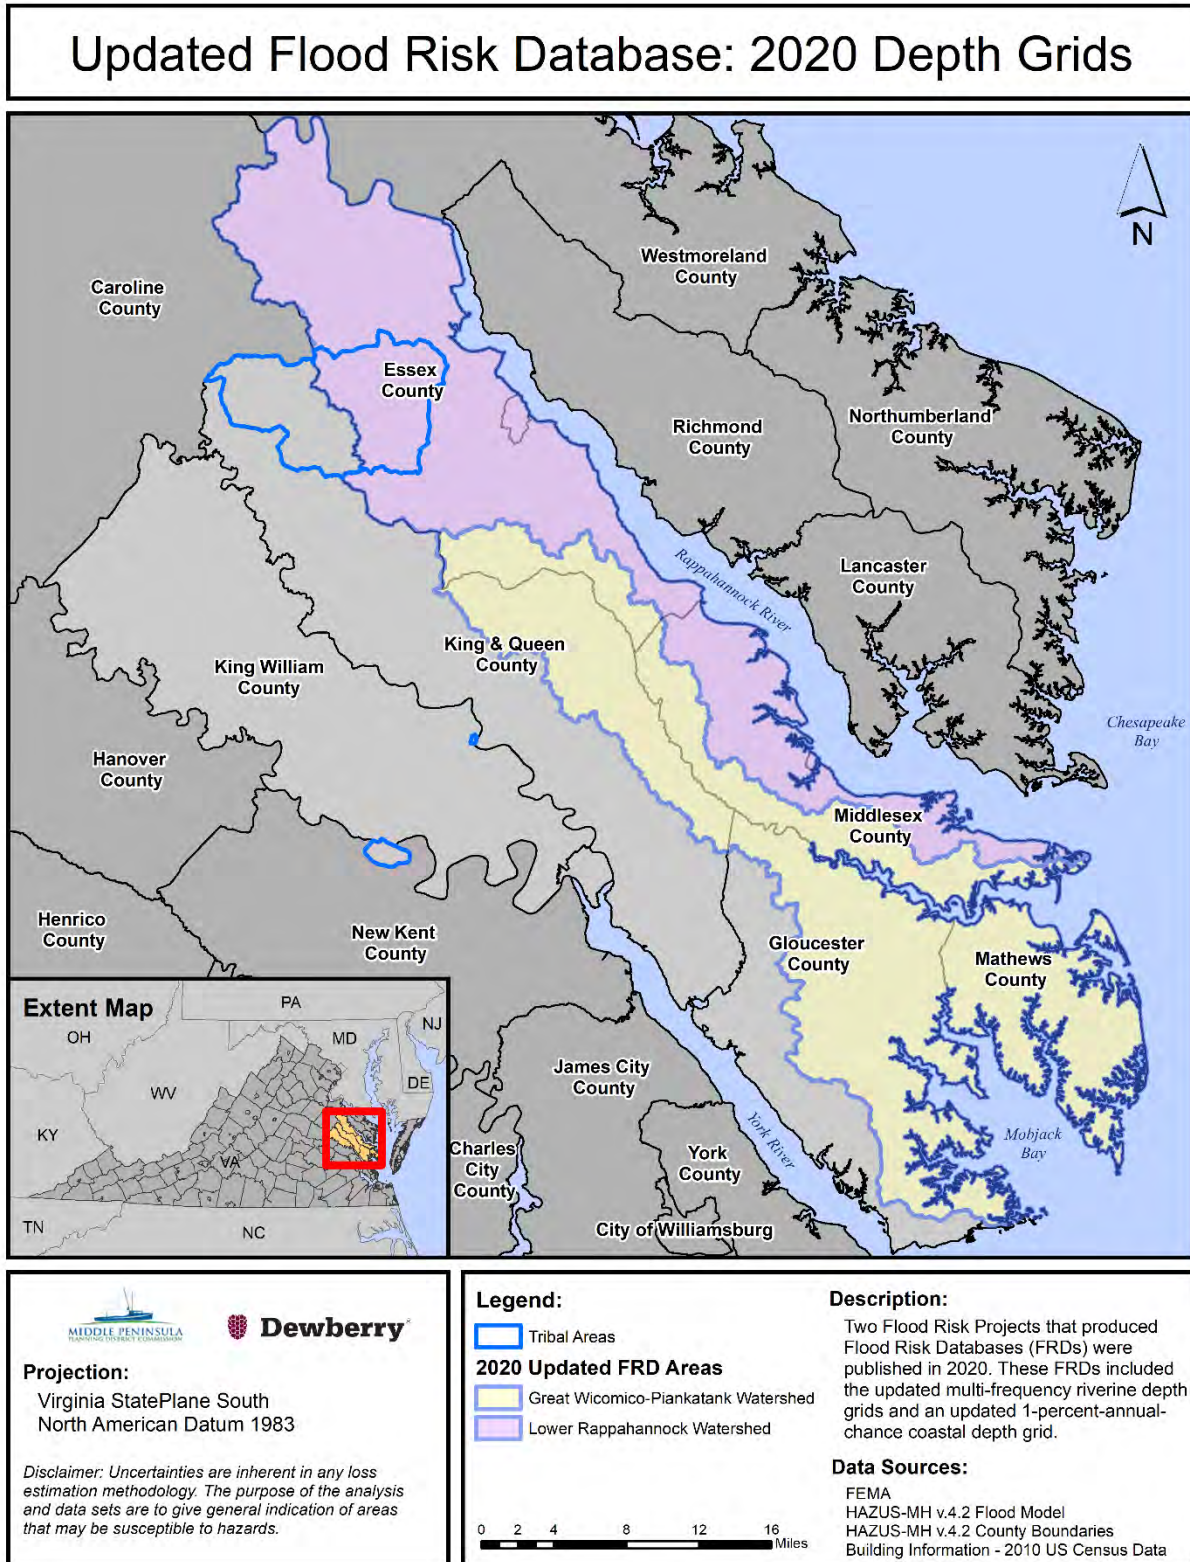 Updated Flood Risk Database: 2020 Depth Grids
N
Westmoreland
County
Caroline
County
Essex
County
Richmond
County
Northumberland
County
Lancaster
County
Rappahannock River
King & Queen
County
King William
County
Chesapeake
Bay
Hanover
County
Middlesex
County
Henrico
County
New Kent
County
Gloucester
County
Mathews
County
James City
County
York River
Mobjack
Bay
Charles
City
County
York
County
City of Williamsburg
Extent Map
PA
OH
MD
NJ
WV
DE
KY
VA
TN
NC
MIDDLE PENINSULA
PLANNING DISTRICT COMMISSION
Dewberry
Projection:
Virginia StatePlane South
North American Datum 1983
Disclaimer: Uncertainties are inherent in any loss
estimation methodology. The purpose of the analysis
and data sets are to give general indication of areas
that may be susceptible to hazards.
Legend:
Tribal Areas
2020 Updated FRD Areas
Great Wicomico-Piankatank Watershed
Lower Rappahannock Watershed
0 2 4 8 12 16
Miles
Description:
Two Flood Risk Projects that produced
Flood Risk Databases (FRDs) were
published in 2020. These FRDs included
the updated multi-frequency riverine depth
grids and an updated 1-percent-annual-
chance coastal depth grid.
Data Sources:
FEMA
HAZUS-MH v.4.2 Flood Model
HAZUS-MH v.4.2 County Boundaries
Building Information - 2010 US Census Data